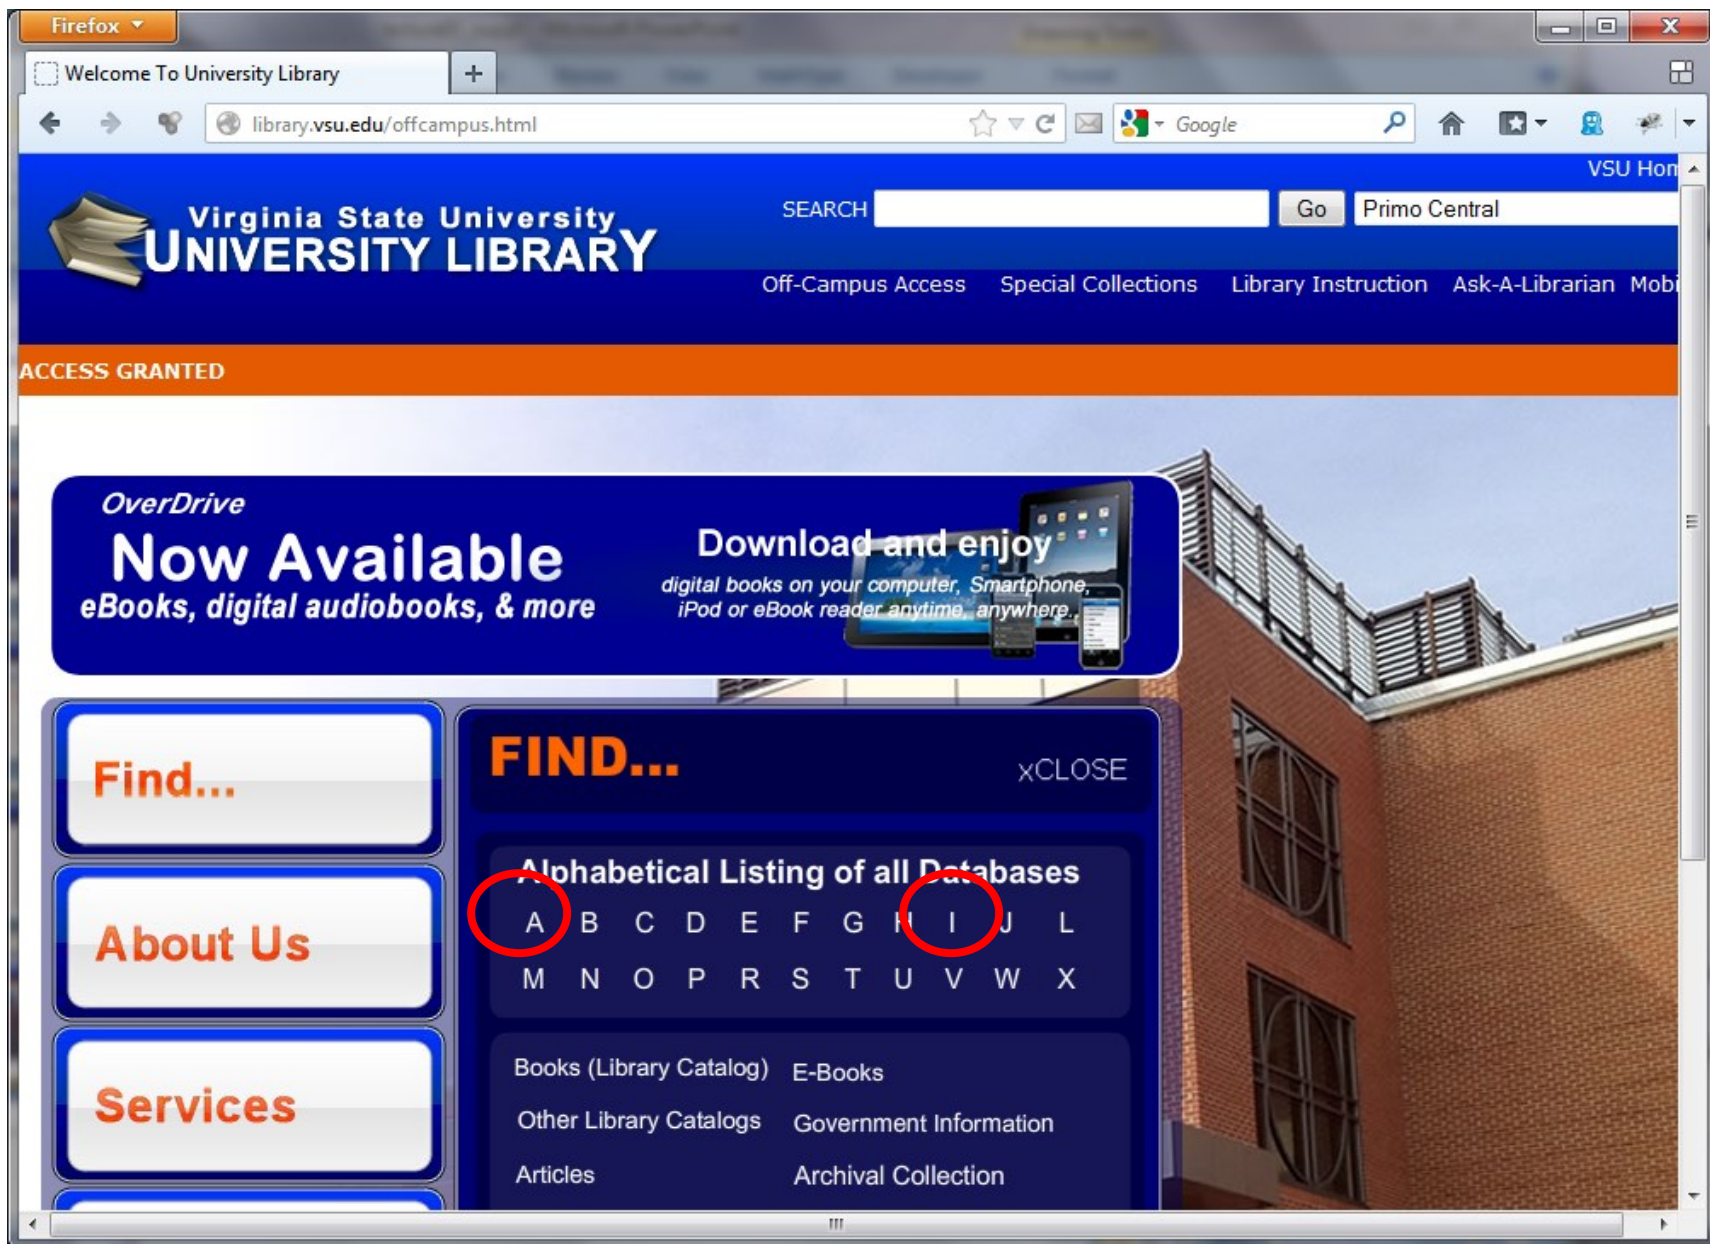 Firefox
Welcome To University Library
library.vsu.edu/offcampus.html
Google
VSU Hom
Virginia State University
UNIVERSITY LIBRARY
SEARCH
Go
Primo Central
Off-Campus Access Special Collections Library Instruction Ask-A-Librarian Mobi
ACCESS GRANTED
OverDrive
Now Available
eBooks, digital audiobooks, & more
Download and enjoy
digital books on your computer, Smartphone,
iPod or eBook reader anytime, anywhere.
Find...
About Us
Services
FIND...
xCLOSE
Alphabetical Listing of all Databases
A B C D E F G H I J L
M N O P R S T U V W X
Books (Library Catalog) E-Books
Other Library Catalogs Government Information
Articles Archival Collection